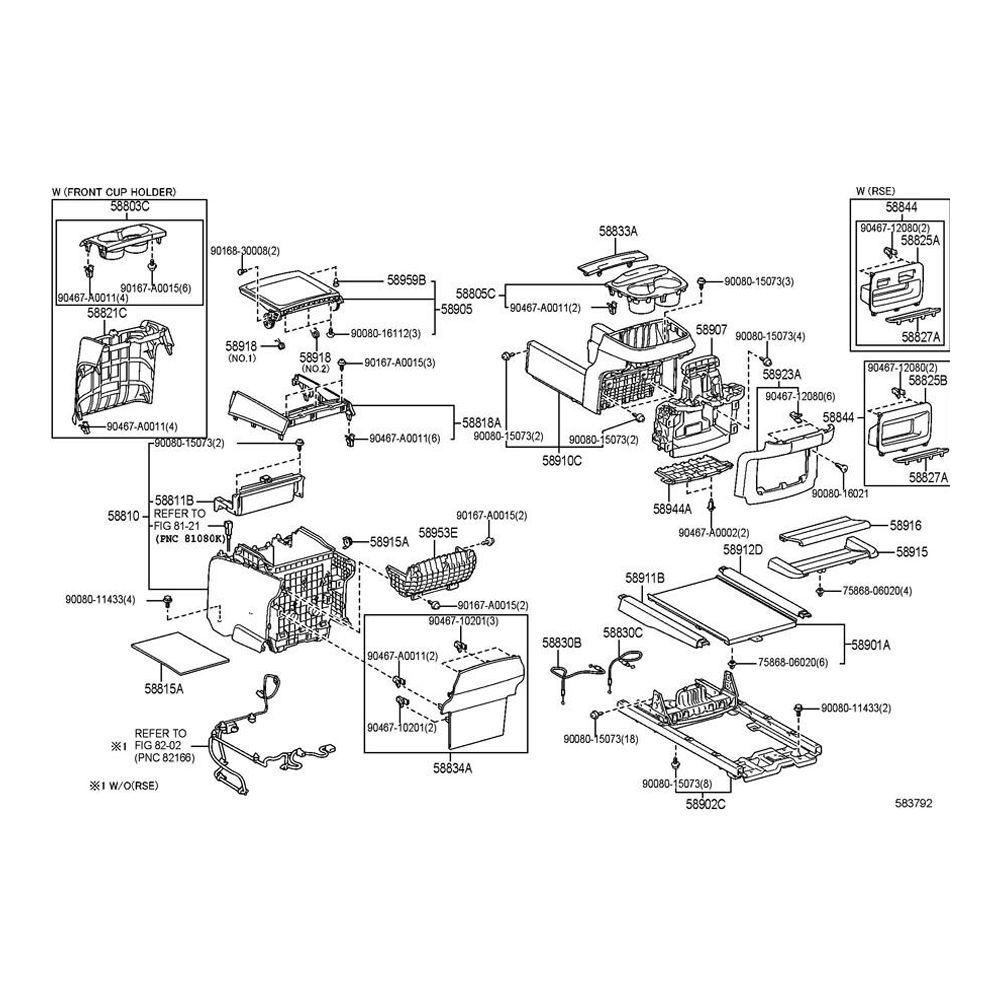 W (FRONT CUP HOLDER)
58803C
90467-A0011(4)
90167-A0015(6)
58821C
90467-A0011(4)
90168-30008(2)
58959B
58905
90080-16112(3)
58918
(NO.1)
58918
(NO.2)
90167-A0015(3)
58818A
90467-A0011(6)
90080-15073(2)
58811B
58810
REFER TO
FIG 81-21
(PNC 81080K)
58915A
58953E
90167-A0015(2)
90167-A0015(2)
90080-11433(4)
58815A
REFER TO
※1 FIG 82-02
(PNC 82166)
※1 W/O(RSE)
90467-10201(3)
90467-A0011(2)
90467-10201(2)
58834A
58833A
58805C
90467-A0011(2)
90080-15073(3)
58907
90080-15073(4)
58923A
90467-12080(6)
90080-15073(2)
90080-15073(2)
58910C
58944A
90467-A0002(2)
90080-16021
W (RSE)
58844
90467-12080(2)
58825A
58827A
90467-12080(2)
58825B
58844
58827A
58916
58915
75868-06020(4)
58912D
58911B
58901A
75868-06020(6)
58830B
58830C
90080-11433(2)
90080-15073(18)
90080-15073(8)
58902C
583792